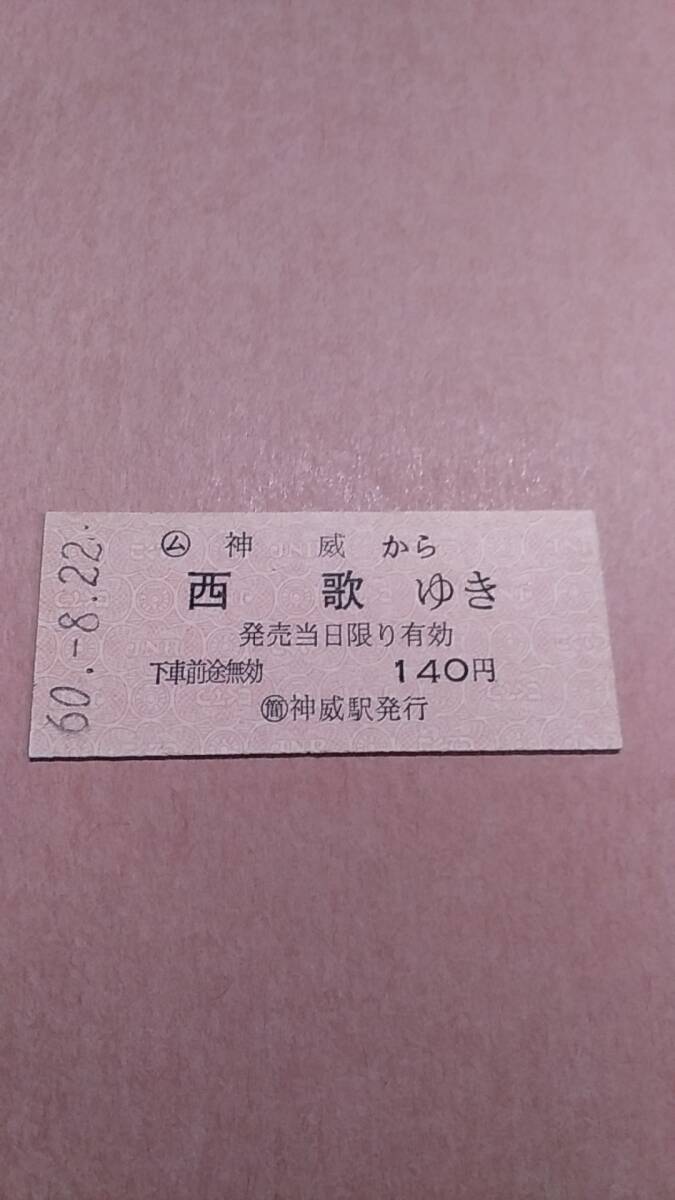 60.-8.22.
㋰ 神 威 から
西 歌 ゆき
発売当日限り有効
下車前途無効 140円
簡神威駅発行